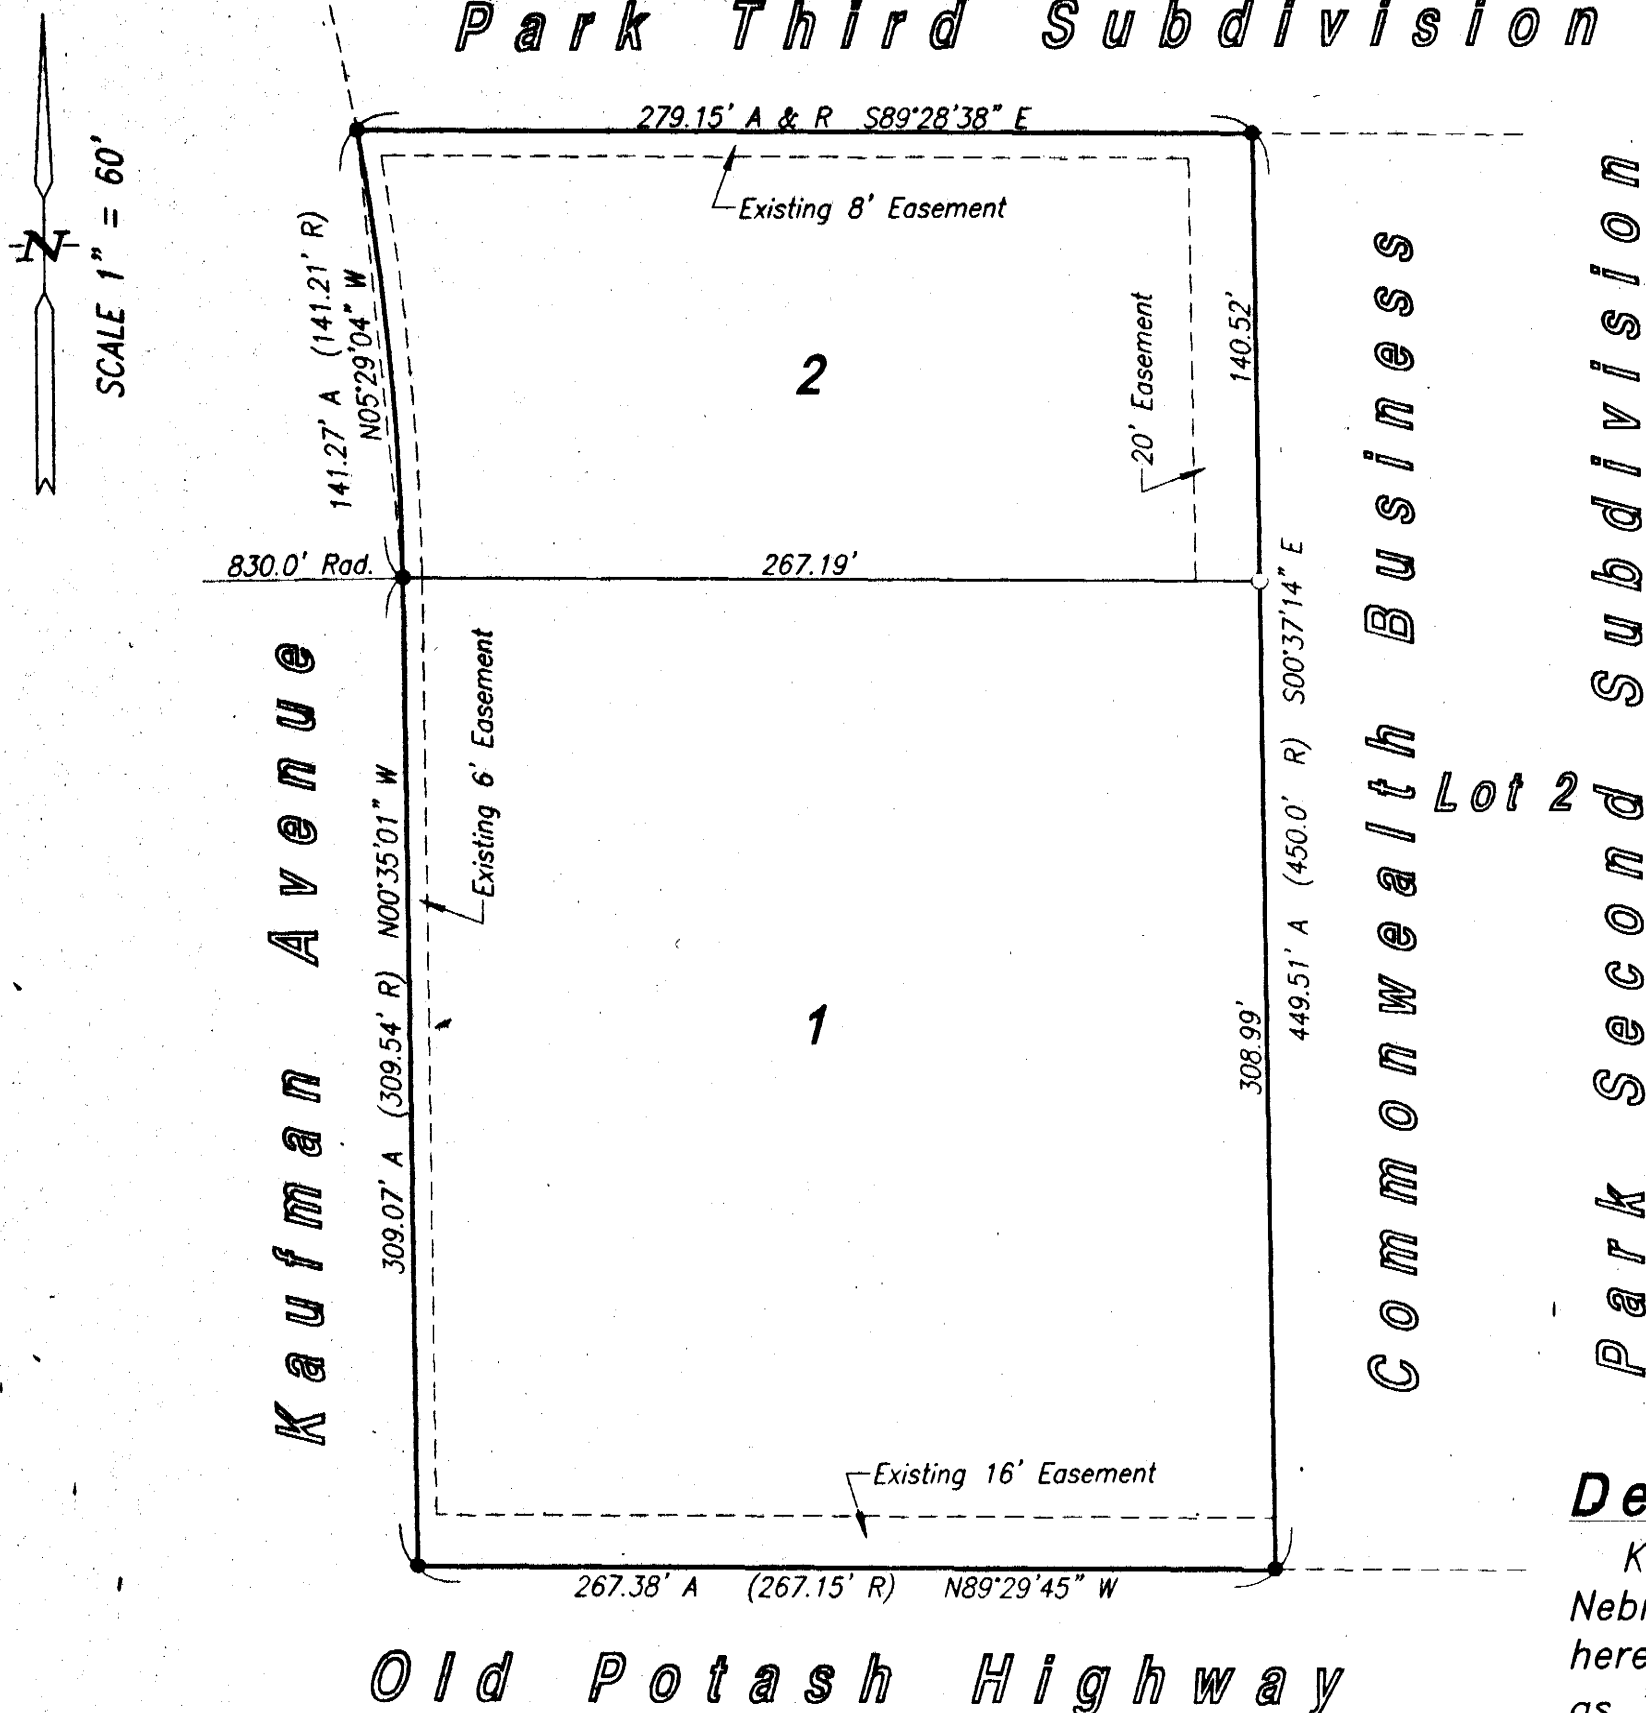 Park Third Subdivision
N
SCALE 1" = 60'
279.15' A & R S89°28'38" E
Existing 8' Easement
141.27' A (141.21' R)
N05°29'04" W
2
20' Easement
140.52'
830.0' Rad.
267.19'
Kaufman Avenue
309.07' A (309.54' R) N00°35'01" W
Existing 6' Easement
1
308.99'
449.51' A (450.0' R) S00°37'14" E
Commonwealth Business
Lot 2
Park Second Subdivision
Existing 16' Easement
267.38' A (267.15' R) N89°29'45" W
Old Potash Highway
De
K
Neb
here
as